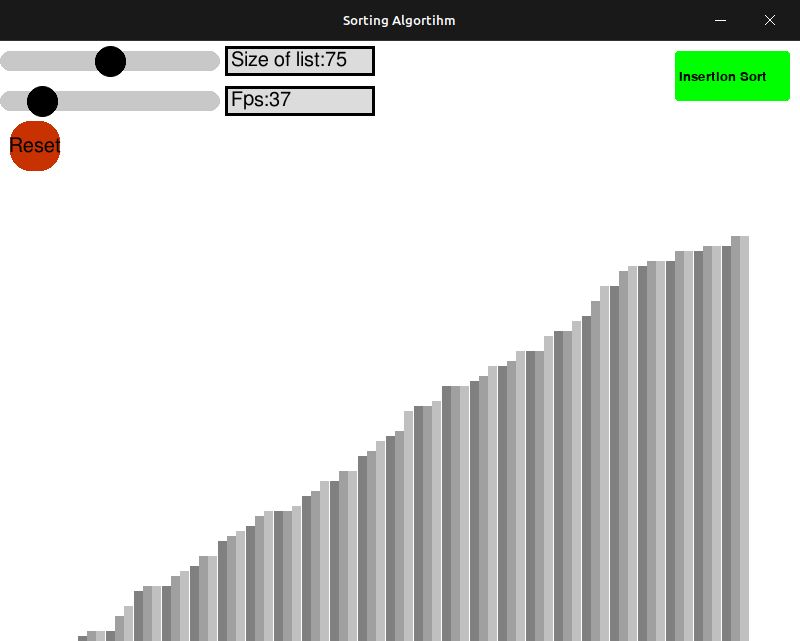 Sorting Algortihm
Size of list:75
Insertion Sort
Fps:37
Reset